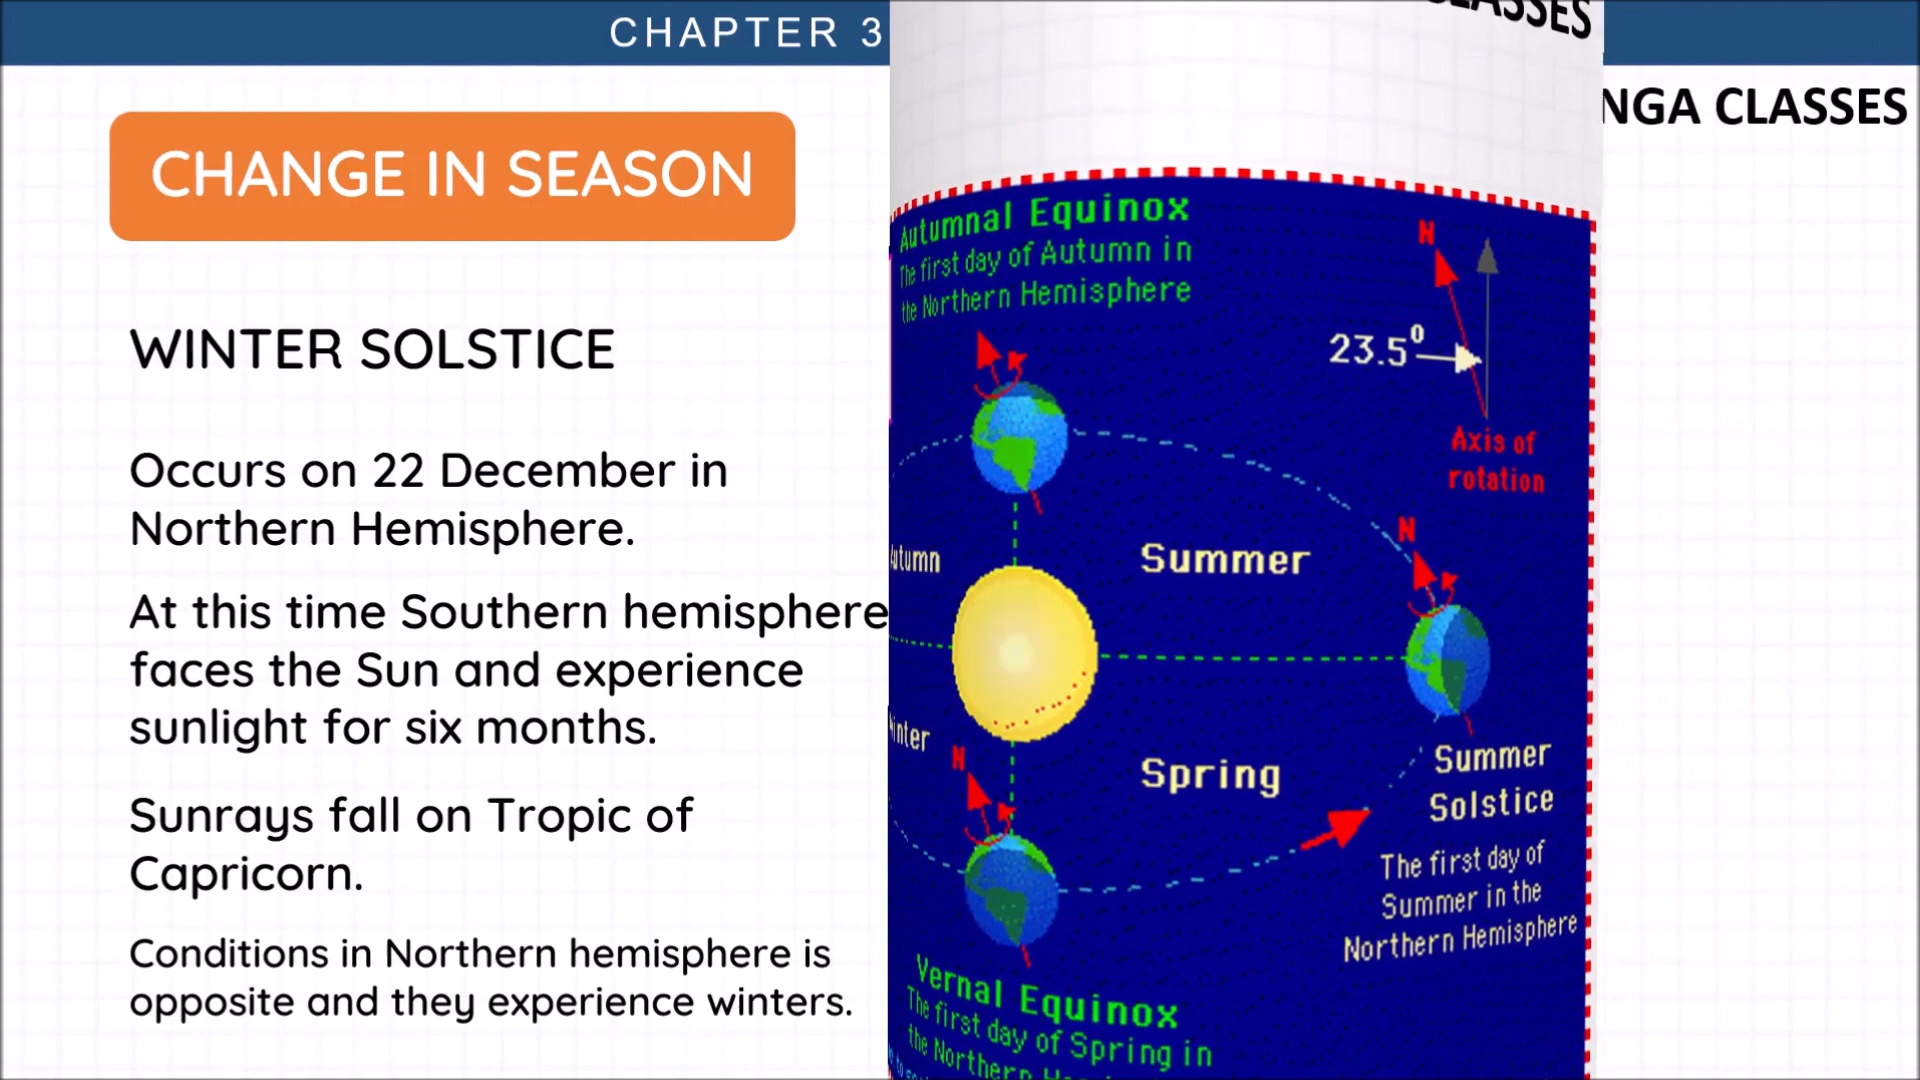 CHAPTER 3
NGA CLASSES
CHANGE IN SEASON
WINTER SOLSTICE
Occurs on 22 December in
Northern Hemisphere.
At this time Southern hemisphere
faces the Sun and experience
sunlight for six months.
Sunrays fall on Tropic of
Capricorn.
Conditions in Northern hemisphere is
opposite and they experience winters.
Autumnal Equinox
The first day of Autumn in
the Northern Hemisphere
N
23.5⁰
Axis of
rotation
N
utumn
Summer
inter
N
Spring
Summer
Solstice
The first day of
Summer in the
Northern Hemisphere
Vernal Equinox
The first day of Spring in
the Northern